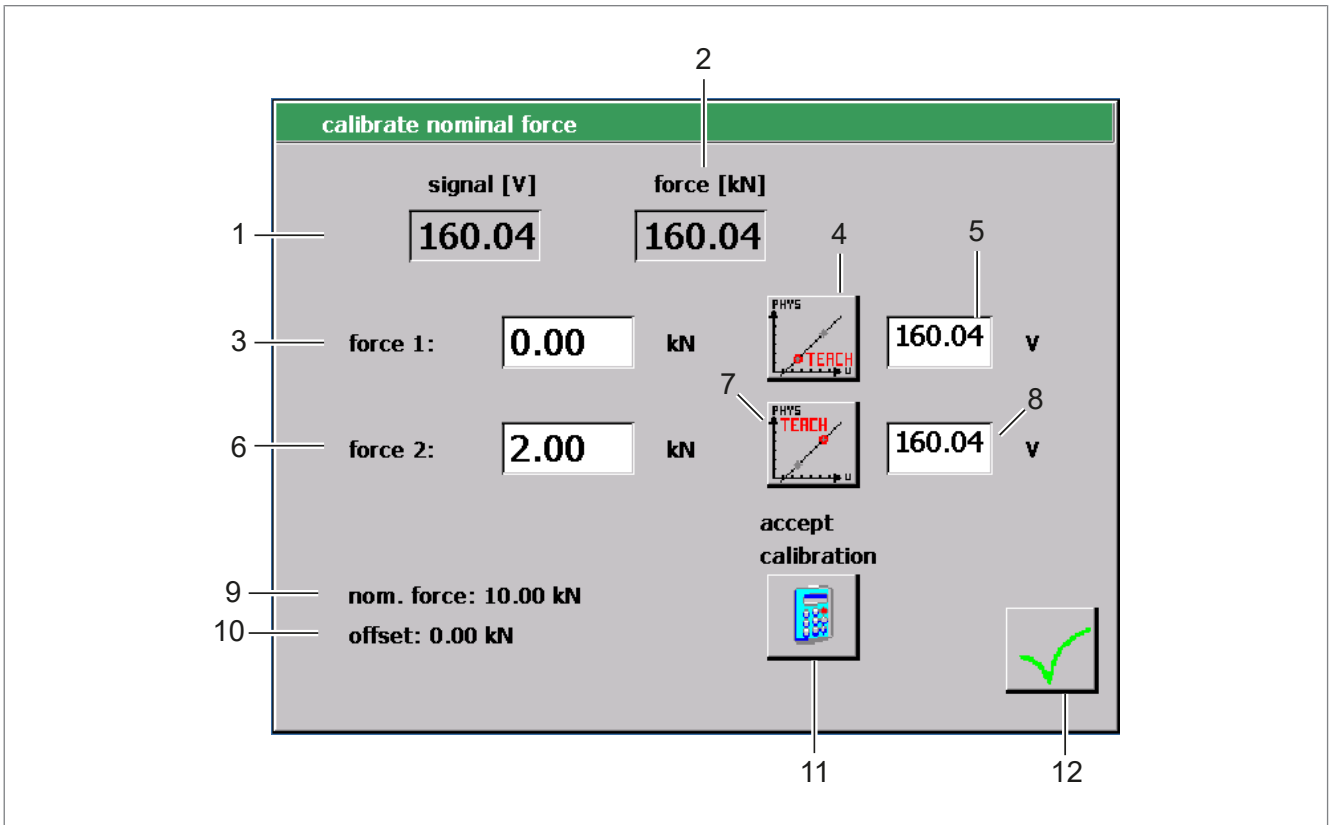 2
calibrate nominal force
signal [V] force [kN]
1 160.04 160.04 4 5
PHYS
3 force 1: 0.00 kN 160.04 V
TEACH
U
7 8
PHYS
TEACH
6 force 2: 2.00 kN 160.04 V
U
accept
calibration
9 nom. force: 10.00 kN
10 offset: 0.00 kN
11 12